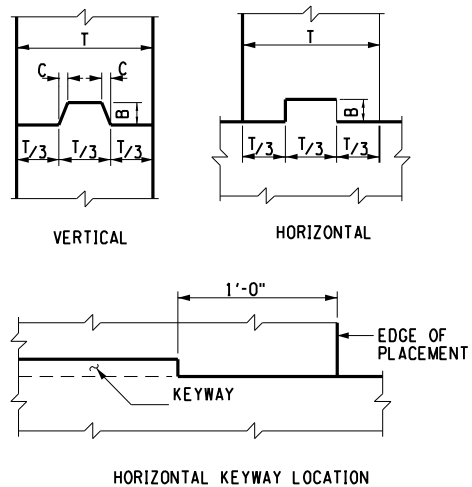 T
C
C
B
T/3
T/3
T/3
VERTICAL
T
B
T/3
T/3
T/3
HORIZONTAL
1'-0"
EDGE OF
PLACEMENT
KEYWAY
HORIZONTAL KEYWAY LOCATION